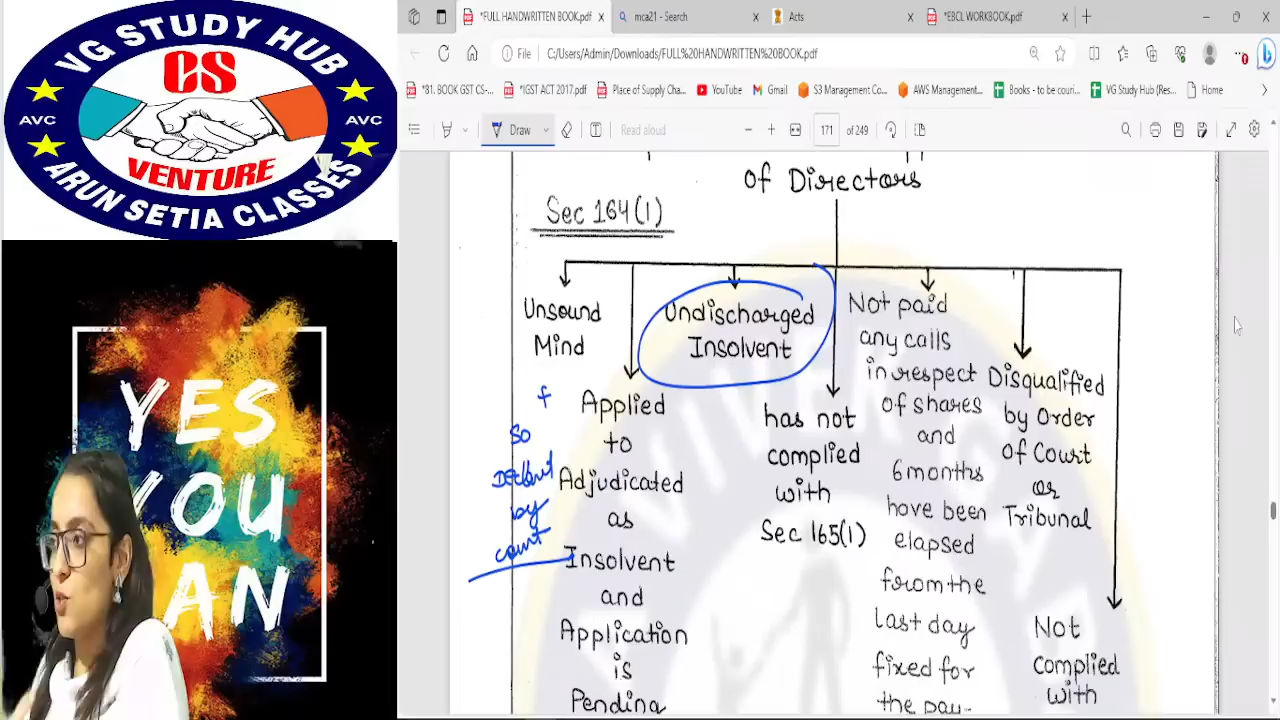 VG STUDY HUB
CS
AVC
AVC
VENTURE
ARUN SETIA CLASSES
YES
YOU
AN
*FULL HANDWRITTEN BOOK.pdf
mca21 - Search
Acts
*EBCL WORKBOOK.pdf
File
C:/Users/Admin/Downloads/FULL%20HANDWRITTEN%20BOOK.pdf
*81. BOOK GST CS-...
*IGST ACT 2017.pdf
Place of Supply Cha...
YouTube
Gmail
S3 Management Co...
AWS Management...
Books - to be Couri...
VG Study Hub (Res...
Home
Draw
Read aloud
171
of 249
of Directors
Sec 164(1)
Unsound
Mind
&
So
by
court
Applied
to
Adjudicated
as
Insolvent
and
Application
is
Pending
Undischarged
Insolvent
has not
complied
with
Sec 165(1)
Not paid
any calls
in respect
of shares
and
6 months
have been
elapsed
from the
last day
fixed for
the pay-
Disqualified
by Order
of Court
or
Tribunal
Not
Complied
with